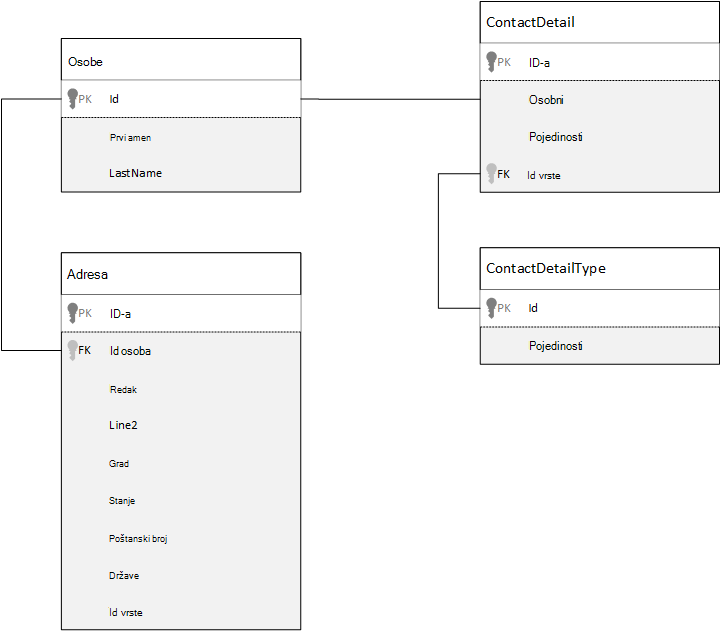 Osobe
PK Id
Prvi amen
LastName
ContactDetail
PK ID-a
Osobni
Pojedinosti
FK Id vrste
Adresa
PK ID-a
FK Id osoba
Redak
Line2
Grad
Stanje
Poštanski broj
Države
Id vrste
ContactDetailType
PK Id
Pojedinosti